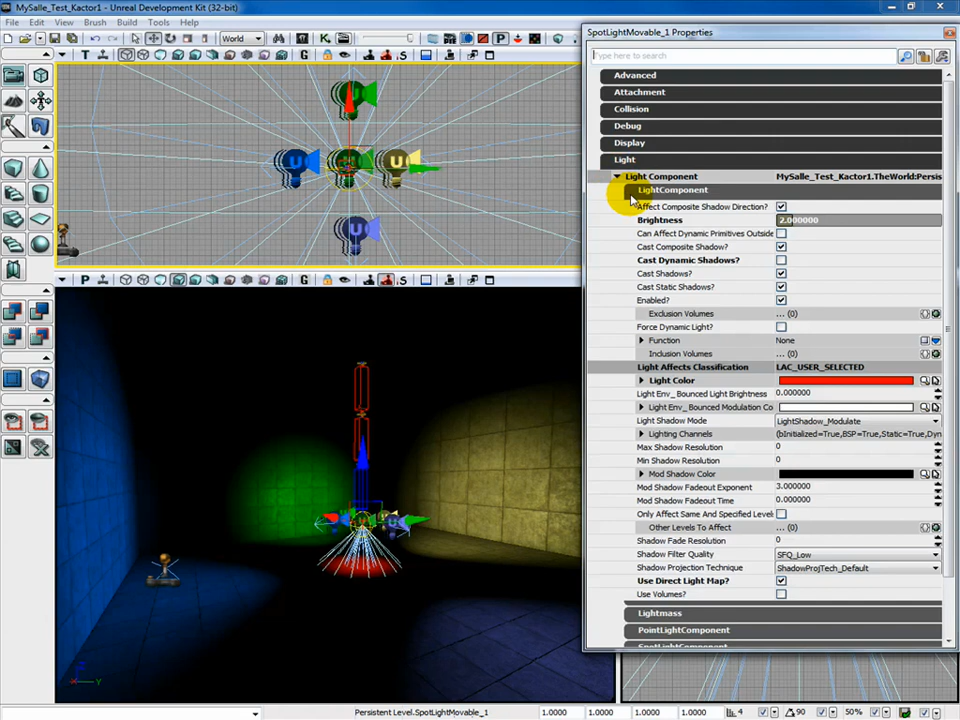 MySalle_Test_Kactor1 - Unreal Development Kit (32-bit)
File Edit View Brush Build Tools Help
World
SpotLightMovable_1 Properties
Type here to search
Advanced
Attachment
Collision
Debug
Display
Light
Light Component MySalle_Test_Kactor1.TheWorld:Persis
LightComponent
Affect Composite Shadow Direction?
Brightness 2.000000
Can Affect Dynamic Primitives Outside
Cast Composite Shadow?
Cast Dynamic Shadows?
Cast Shadows?
Cast Static Shadows?
Enabled?
Exclusion Volumes ... (0)
Force Dynamic Light?
Function None
Inclusion Volumes ... (0)
Light Affects Classification LAC_USER_SELECTED
Light Color
Light Env_ Bounced Light Brightness 0.000000
Light Env_ Bounced Modulation Co
Light Shadow Mode LightShadow_Modulate
Lighting Channels (bInitialized=True,BSP=True,Static=True,Dyn
Max Shadow Resolution 0
Min Shadow Resolution 0
Mod Shadow Color
Mod Shadow Fadeout Exponent 3.000000
Mod Shadow Fadeout Time 0.000000
Only Affect Same And Specified Level
Other Levels To Affect ... (0)
Shadow Fade Resolution 0
Shadow Filter Quality SFQ_Low
Shadow Projection Technique ShadowProjTech_Default
Use Direct Light Map?
Use Volumes?
Lightmass
PointLightComponent
SpotLightComponent
Persistent Level.SpotLightMovable_1 1.0000 1.0000 1.0000 1.0000 4 90 50%